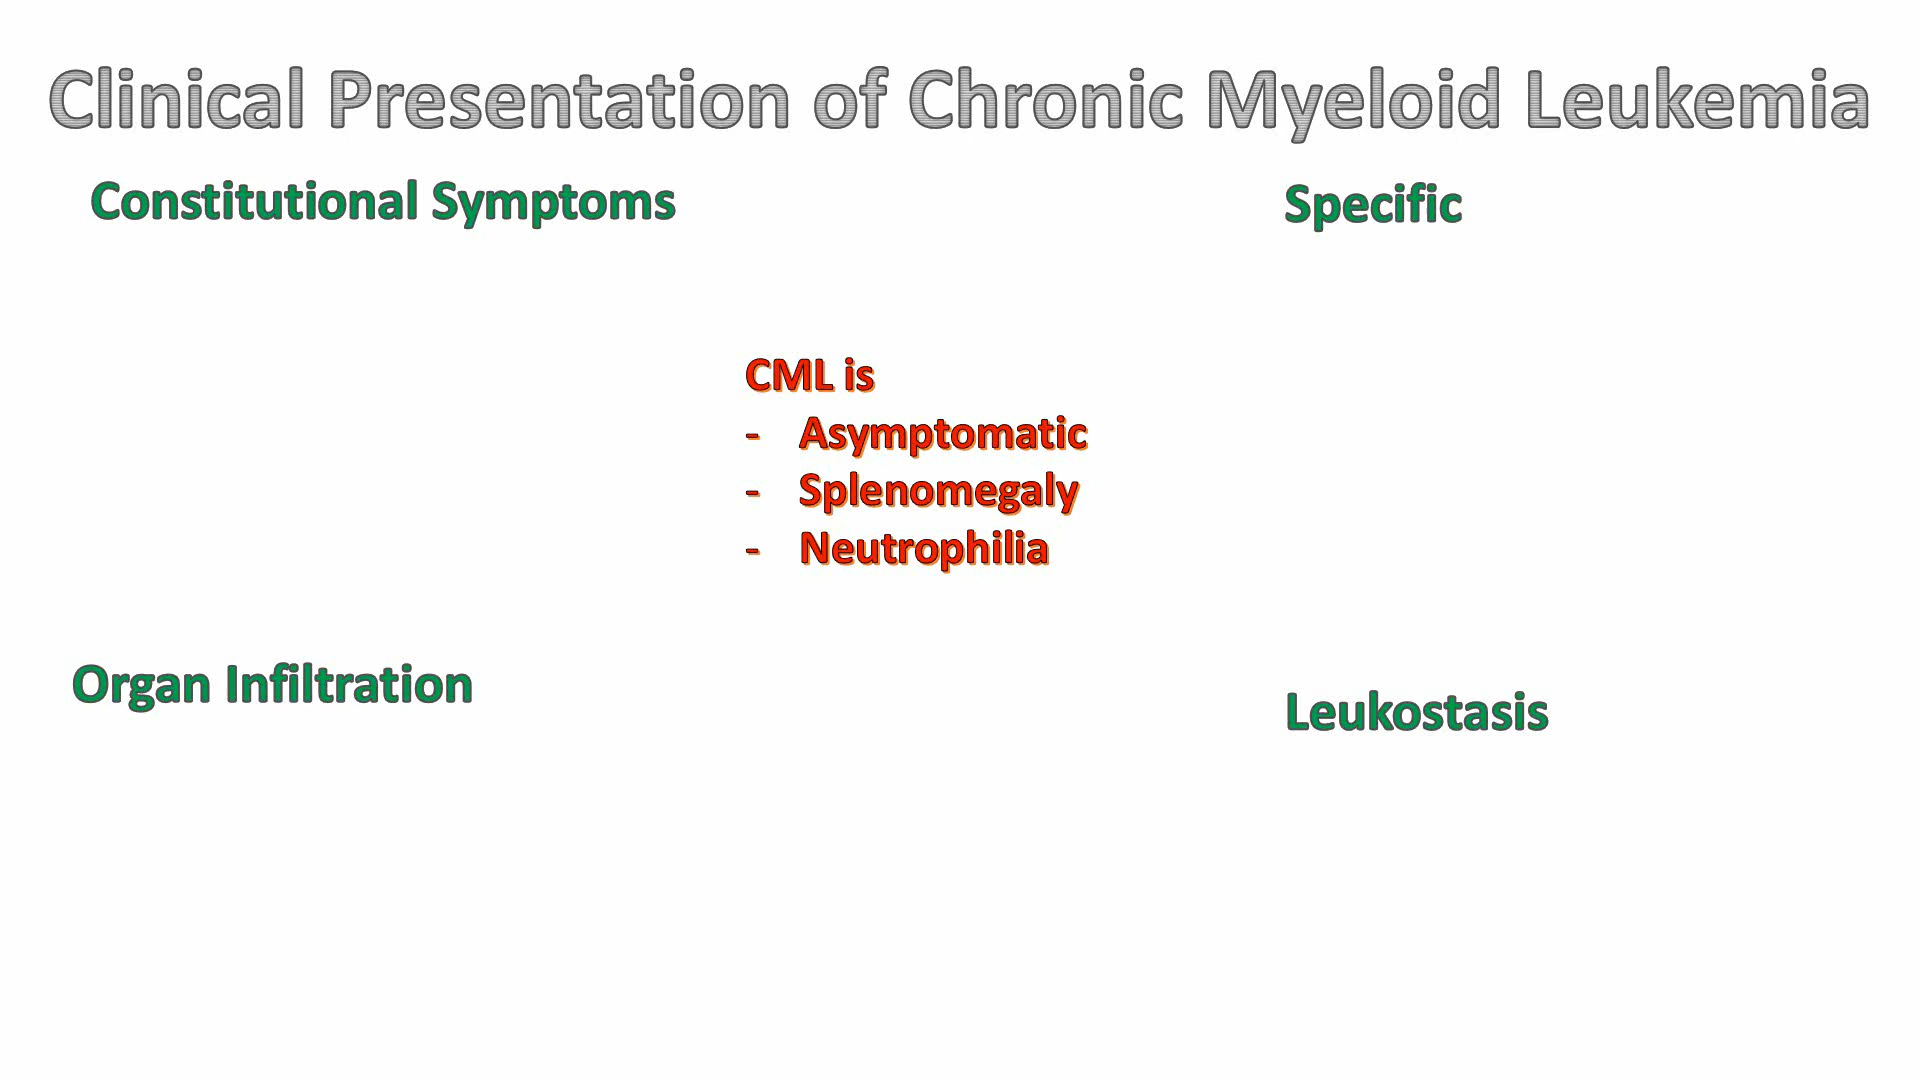 Clinical Presentation of Chronic Myeloid Leukemia
Constitutional Symptoms
Specific
CML is
- Asymptomatic
- Splenomegaly
- Neutrophilia
Organ Infiltration
Leukostasis